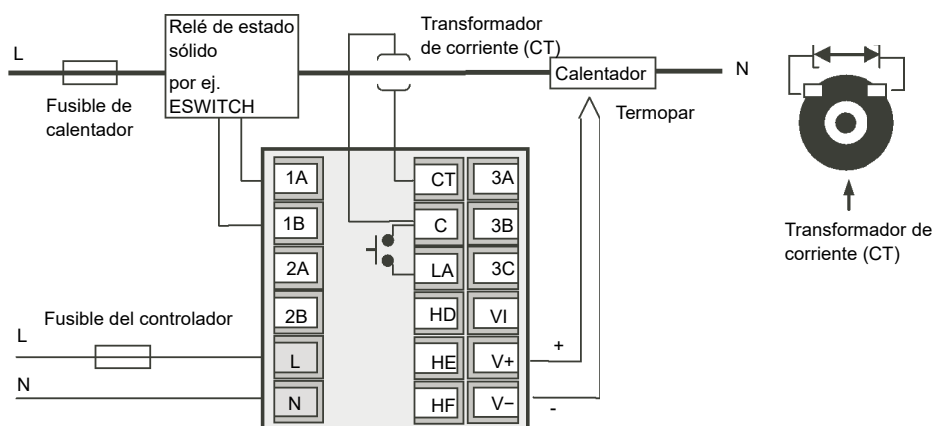 L
Fusible de
calentador
Relé de estado
sólido
por ej.
ESWITCH
Transformador
de corriente (CT)
Calentador
N
Termopar
Transformador de
corriente (CT)
1A
CT
3A
1B
C
3B
2A
LA
3C
2B
HD
VI
Fusible del controlador
L
L
HE
V+
+
N
N
HF
V−
-